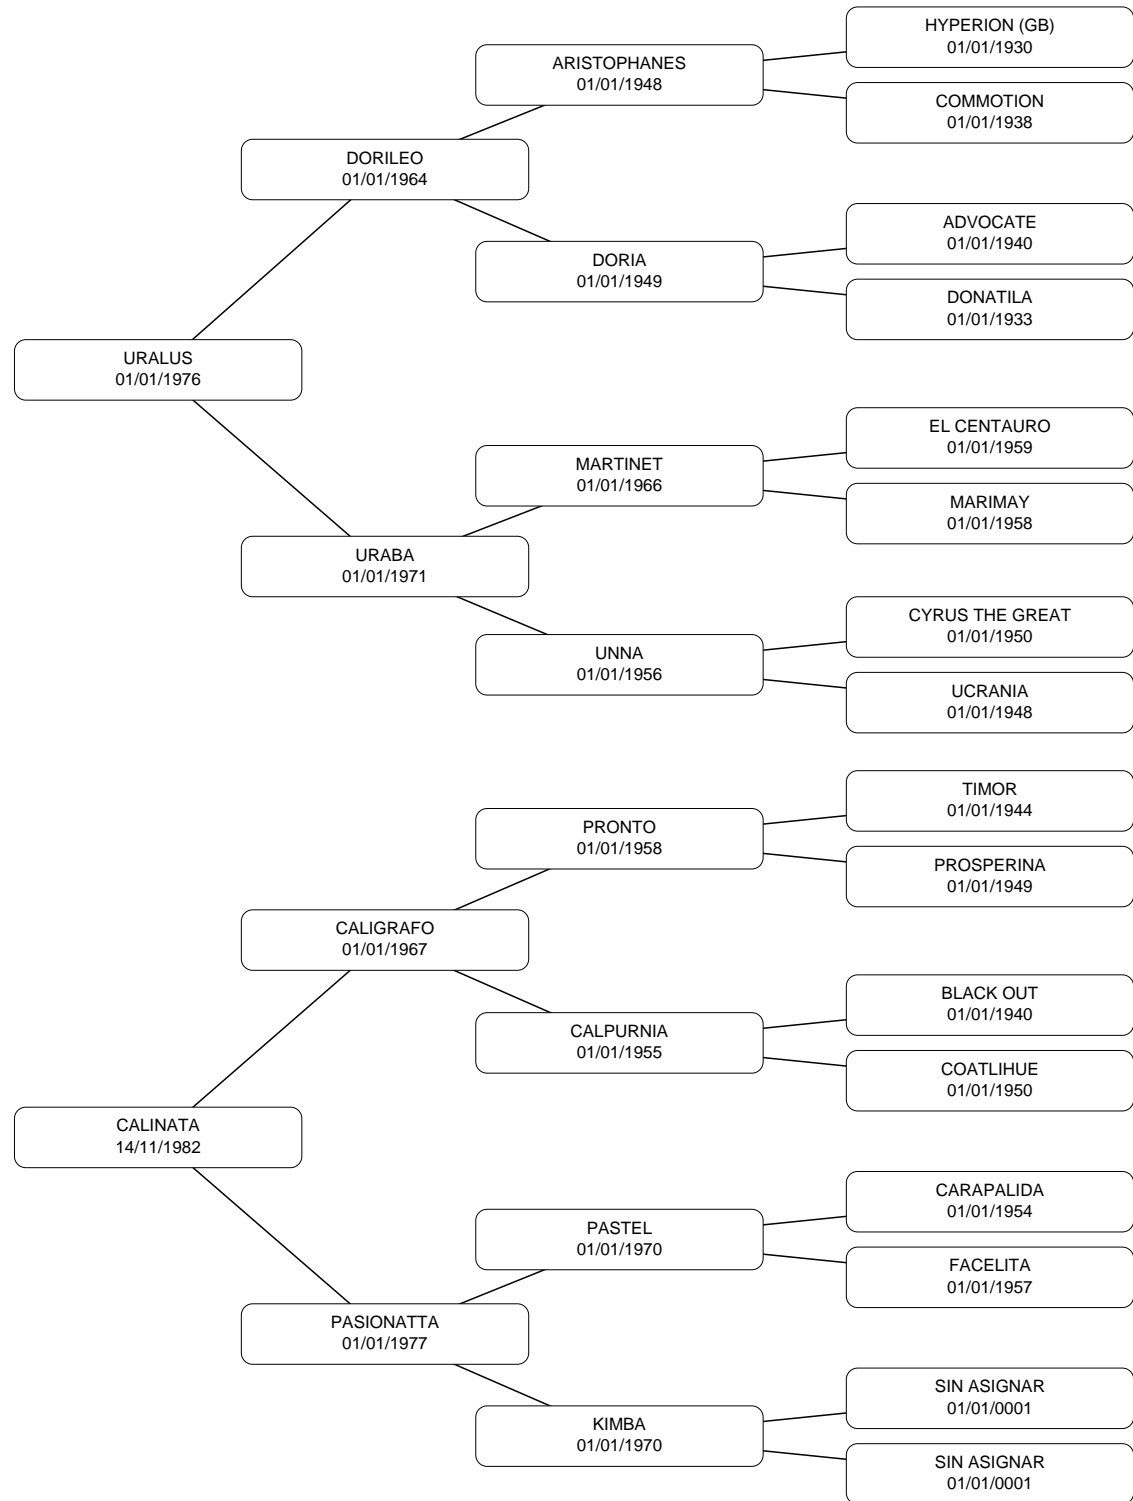 HYPERION (GB)
01/01/1930
ARISTOPHANES
01/01/1948
COMMOTION
01/01/1938
DORILEO
01/01/1964
ADVOCATE
01/01/1940
DORIA
01/01/1949
DONATILA
01/01/1933
URALUS
01/01/1976
EL CENTAURO
01/01/1959
MARTINET
01/01/1966
MARIMAY
01/01/1958
URABA
01/01/1971
CYRUS THE GREAT
01/01/1950
UNNA
01/01/1956
UCRANIA
01/01/1948
TIMOR
01/01/1944
PRONTO
01/01/1958
PROSPERINA
01/01/1949
CALIGRAFO
01/01/1967
BLACK OUT
01/01/1940
CALPURNIA
01/01/1955
COATLIHUE
01/01/1950
CALINATA
14/11/1982
CARAPALIDA
01/01/1954
PASTEL
01/01/1970
FACELITA
01/01/1957
PASIONATTA
01/01/1977
SIN ASIGNAR
01/01/0001
KIMBA
01/01/1970
SIN ASIGNAR
01/01/0001